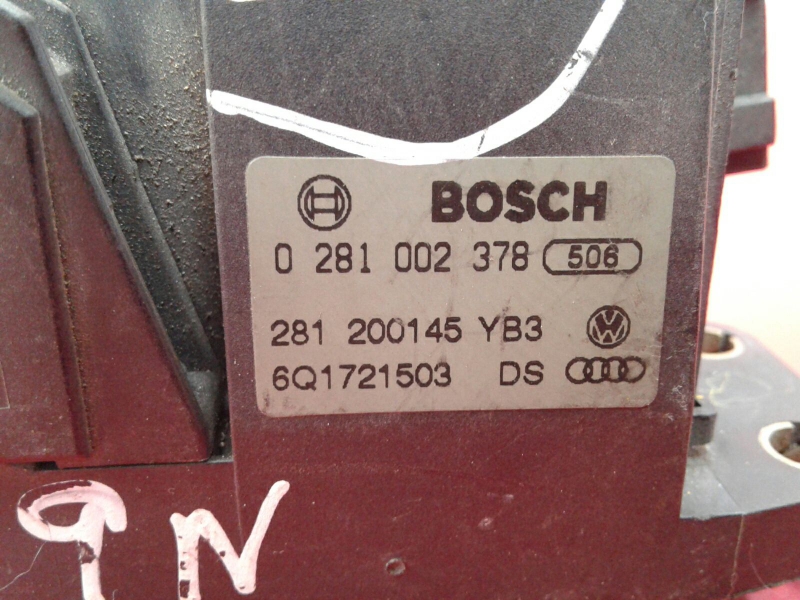 BOSCH
0 281 002 378 506
281 200145 YB3
6Q1721503 DS
9N